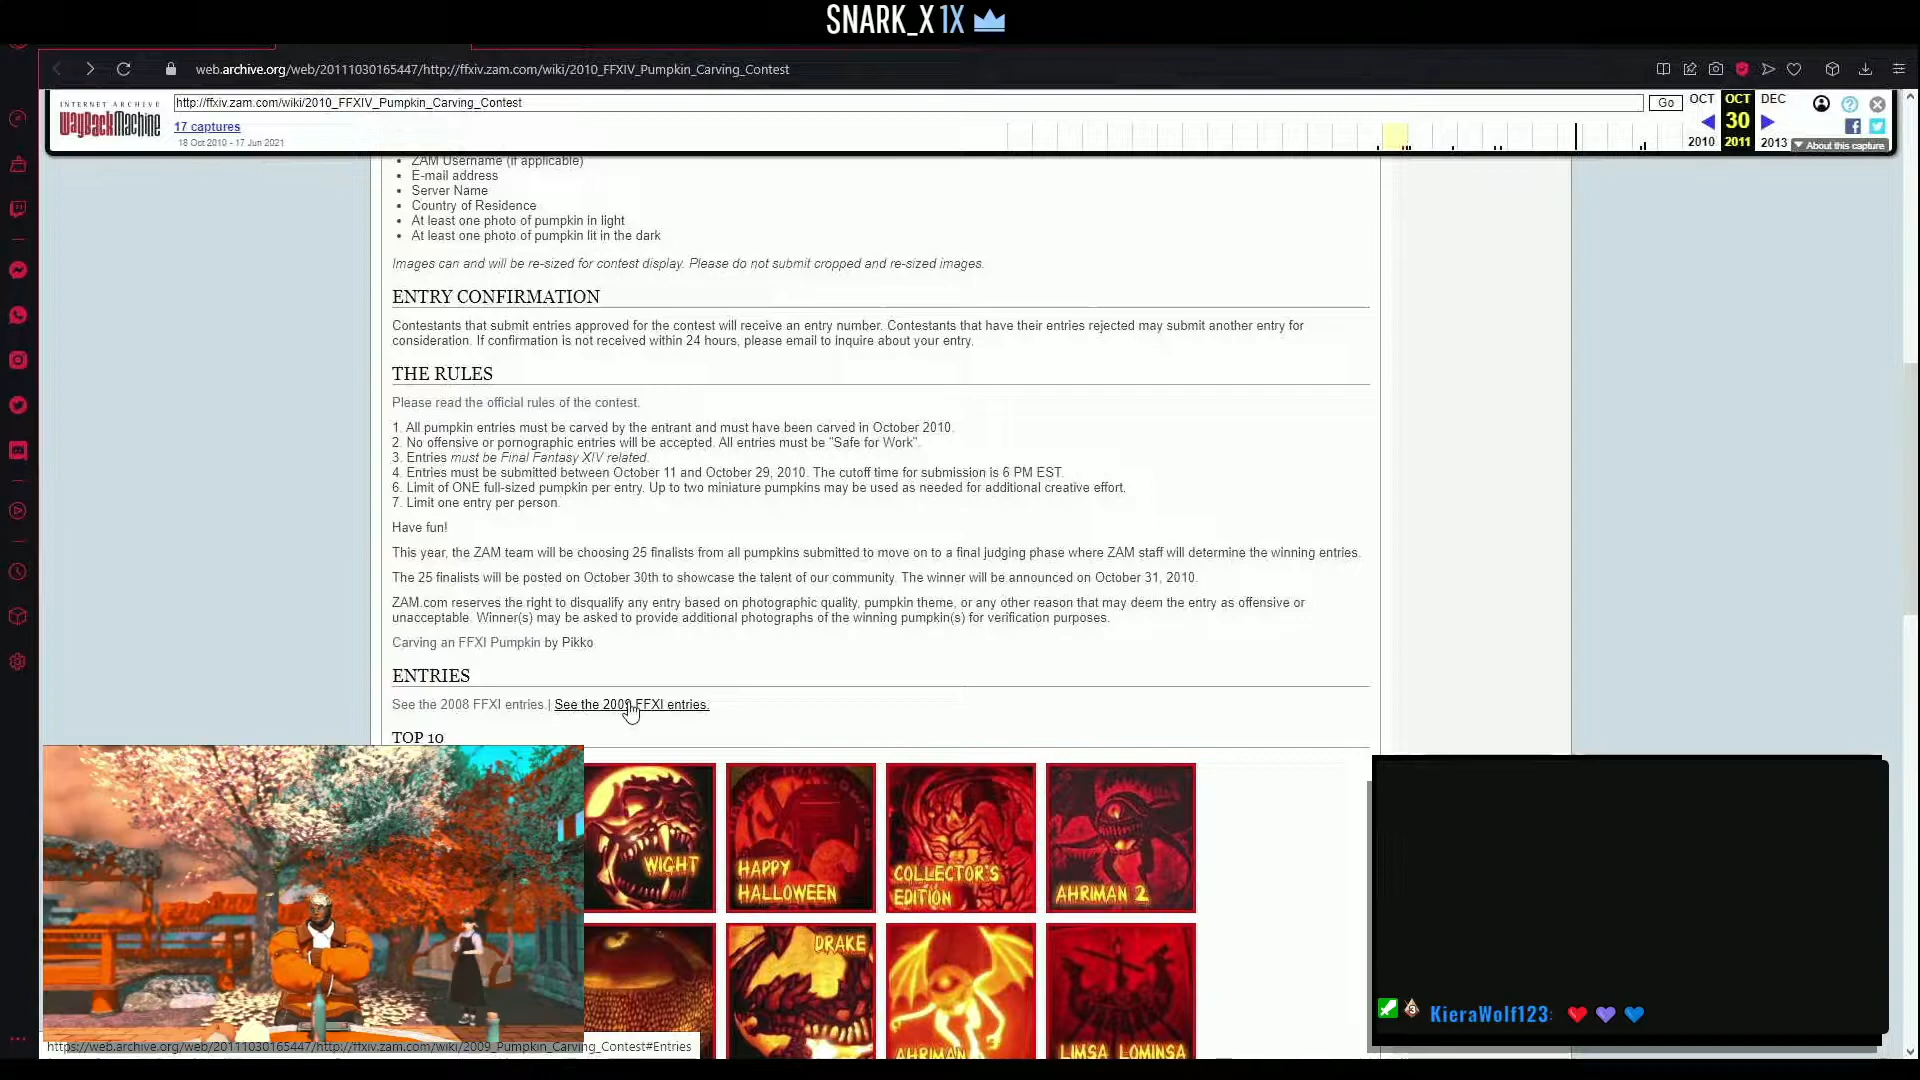 SNARK_X1X
web.archive.org/web/20111030165447/http://ffxiv.zam.com/wiki/2010_FFXIV_Pumpkin_Carving_Contest
INTERNET ARCHIVE
WayBackMachine
http://ffxiv.zam.com/wiki/2010_FFXIV_Pumpkin_Carving_Contest
Go
OCT
OCT
DEC
17 captures
30
18 Oct 2010 - 17 Jun 2021
2010
2011
2013
About this capture
ZAM Username (if applicable)
E-mail address
Server Name
Country of Residence
At least one photo of pumpkin in light
At least one photo of pumpkin lit in the dark
Images can and will be re-sized for contest display. Please do not submit cropped and re-sized images.
ENTRY CONFIRMATION
Contestants that submit entries approved for the contest will receive an entry number. Contestants that have their entries rejected may submit another entry for
consideration. If confirmation is not received within 24 hours, please email to inquire about your entry.
THE RULES
Please read the official rules of the contest.
1. All pumpkin entries must be carved by the entrant and must have been carved in October 2010.
2. No offensive or pornographic entries will be accepted. All entries must be "Safe for Work".
3. Entries must be Final Fantasy XIV related.
4. Entries must be submitted between October 11 and October 29, 2010. The cutoff time for submission is 6 PM EST.
6. Limit of ONE full-sized pumpkin per entry. Up to two miniature pumpkins may be used as needed for additional creative effort.
7. Limit one entry per person.
Have fun!
This year, the ZAM team will be choosing 25 finalists from all pumpkins submitted to move on to a final judging phase where ZAM staff will determine the winning entries.
The 25 finalists will be posted on October 30th to showcase the talent of our community. The winner will be announced on October 31, 2010.
ZAM.com reserves the right to disqualify any entry based on photographic quality, pumpkin theme, or any other reason that may deem the entry as offensive or
unacceptable. Winner(s) may be asked to provide additional photographs of the winning pumpkin(s) for verification purposes.
Carving an FFXI Pumpkin by Pikko
ENTRIES
See the 2008 FFXI entries.| See the 2009 FFXI entries.
TOP 10
WIGHT
HAPPY
HALLOWEEN
COLLECTOR'S
EDITION
AHRIMAN 2
DRAKE
AHRIMAN
LIMSA LOMINSA
KieraWolf123:
https://web.archive.org/web/20111030165447/http://ffxiv.zam.com/wiki/2009_Pumpkin_Carving_Contest#Entries